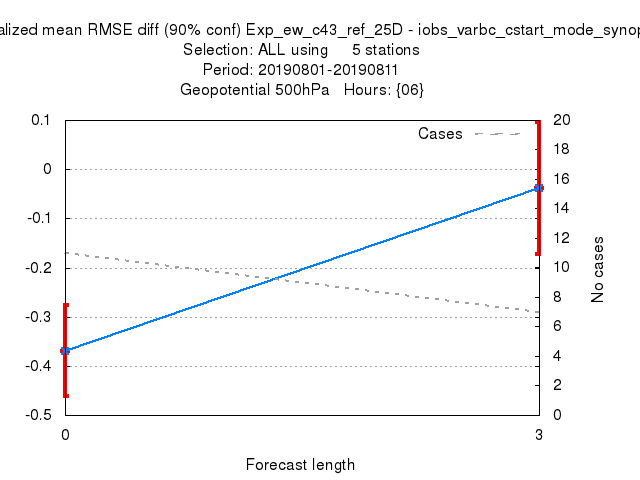 alized mean RMSE diff (90% conf) Exp_ew_c43_ref_25D - iobs_varbc_cstart_mode_synop
Selection: ALL using 5 stations
Period: 20190801-20190811
Geopotential 500hPa Hours: {06}
0.1
0
-0.1
-0.2
-0.3
-0.4
-0.5
Cases
20
18
16
14
12
10
8
6
4
2
0
No cases
0
3
Forecast length